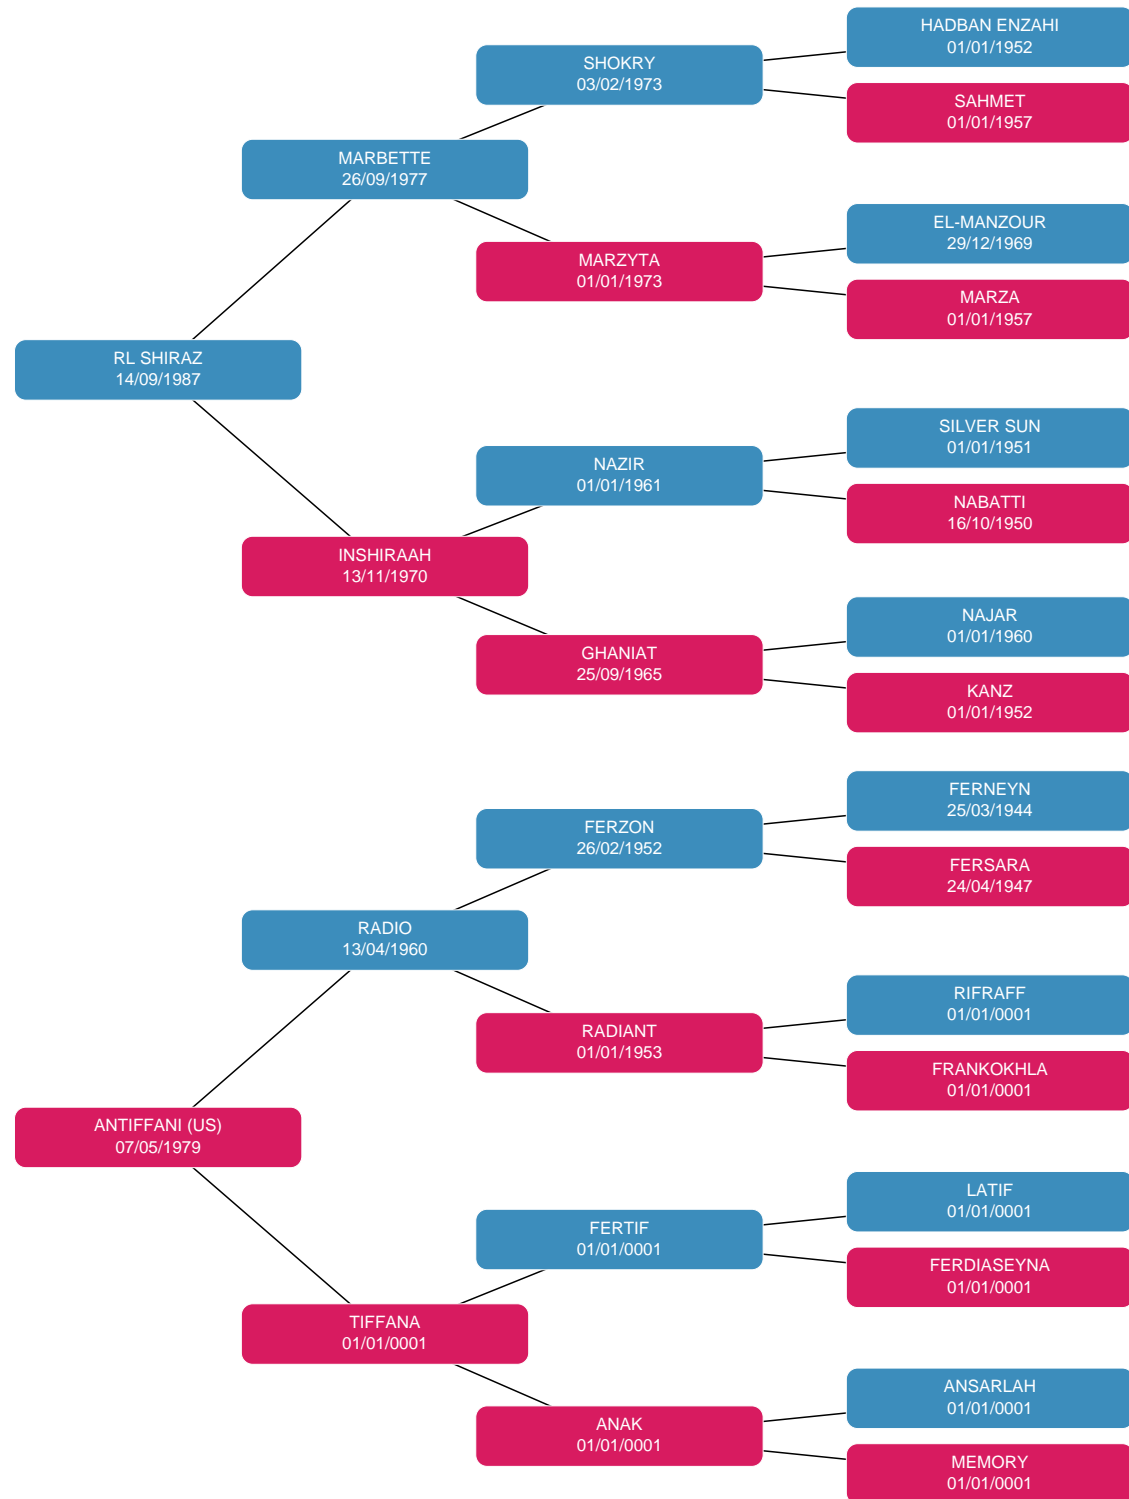 HADBAN ENZAHI
01/01/1952
SHOKRY
03/02/1973
SAHMET
01/01/1957
MARBETTE
26/09/1977
EL-MANZOUR
29/12/1969
MARZYTA
01/01/1973
MARZA
01/01/1957
RL SHIRAZ
14/09/1987
SILVER SUN
01/01/1951
NAZIR
01/01/1961
NABATTI
16/10/1950
INSHIRAAH
13/11/1970
NAJAR
01/01/1960
GHANIAT
25/09/1965
KANZ
01/01/1952
FERNEYN
25/03/1944
FERZON
26/02/1952
FERSARA
24/04/1947
RADIO
13/04/1960
RIFRAFF
01/01/0001
RADIANT
01/01/1953
FRANKOKHLA
01/01/0001
ANTIFFANI (US)
07/05/1979
LATIF
01/01/0001
FERTIF
01/01/0001
FERDIASEYNA
01/01/0001
TIFFANA
01/01/0001
ANSARLAH
01/01/0001
ANAK
01/01/0001
MEMORY
01/01/0001